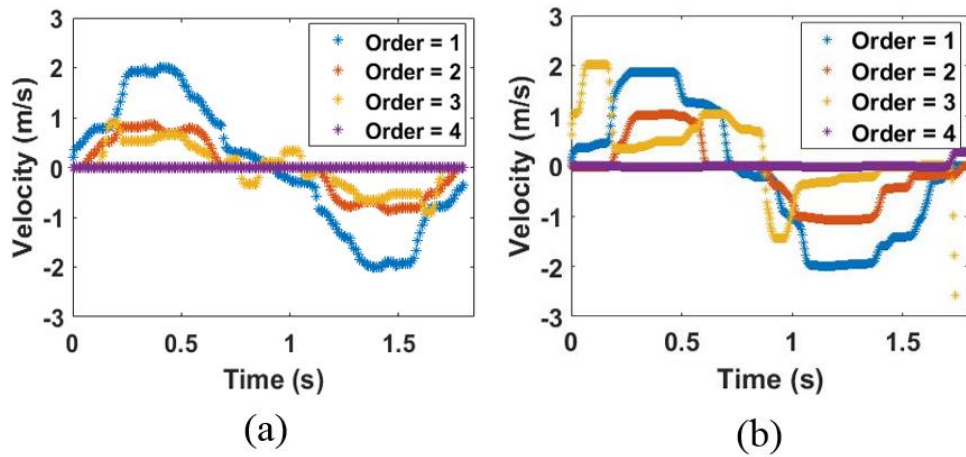 3
2
1
0
-1
-2
-3
Velocity (m/s)
0
0.5
1
1.5
Time (s)
Order = 1
Order = 2
Order = 3
Order = 4
(a)
3
2
1
0
-1
-2
-3
Velocity (m/s)
0
0.5
1
1.5
Time (s)
Order = 1
Order = 2
Order = 3
Order = 4
(b)